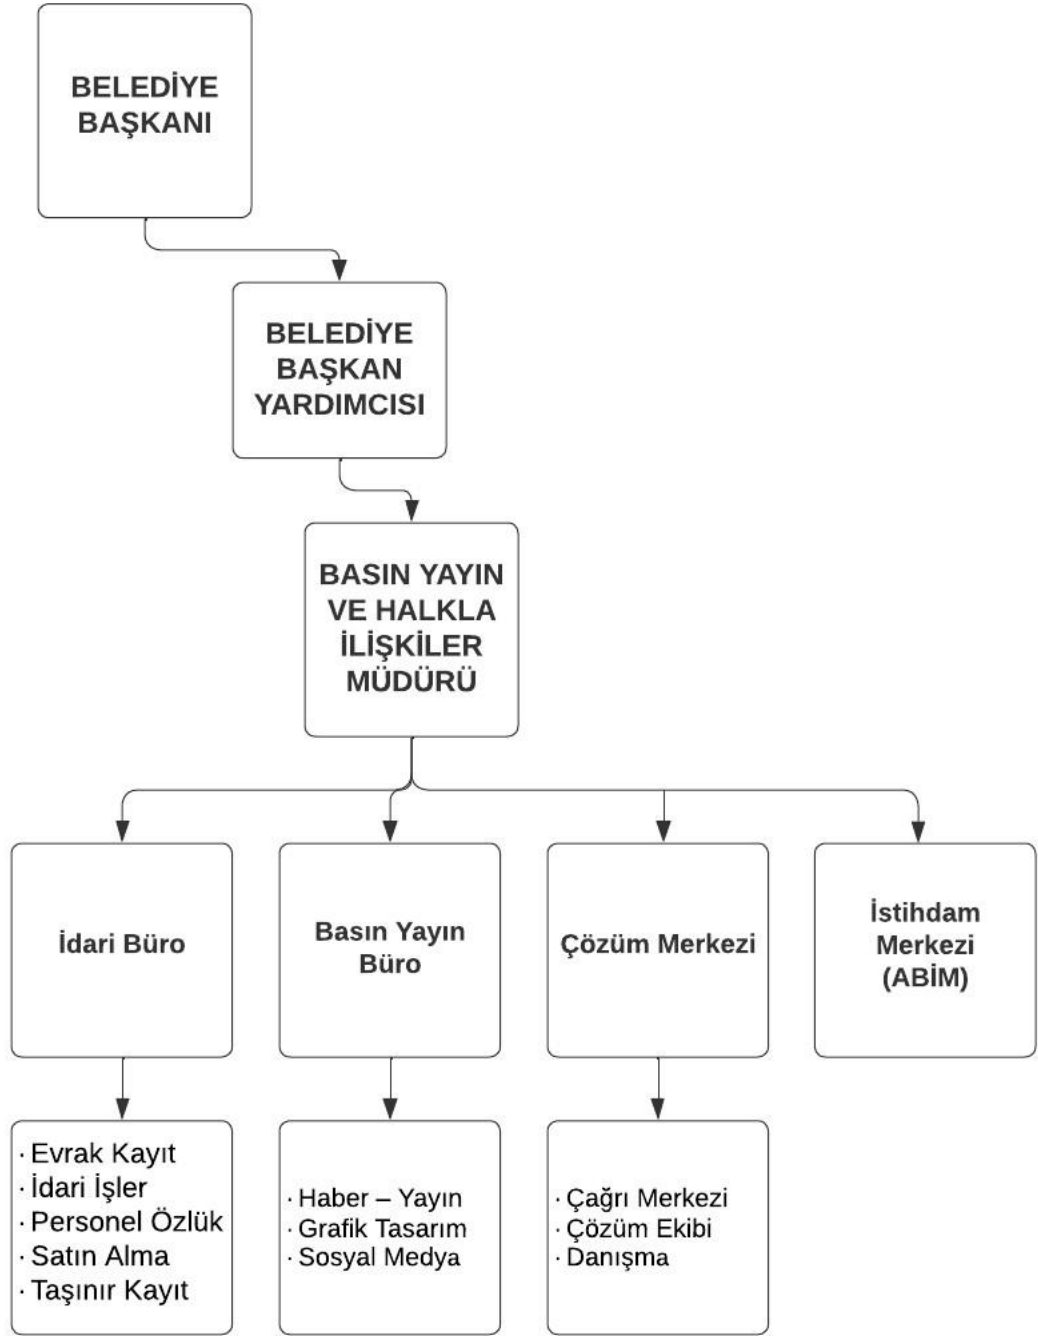 BELEDİYE
BAŞKANI
BELEDİYE
BAŞKAN
YARDIMCISI
BASIN YAYIN
VE HALKLA
İLİŞKİLER
MÜDÜRÜ
İdari Büro
Basın Yayın
Büro
Çözüm Merkezi
İstihdam
Merkezi
(ABİM)
· Evrak Kayıt
· İdari İşler
· Personel Özlük
· Satın Alma
· Taşınır Kayıt
· Haber – Yayın
· Grafik Tasarım
· Sosyal Medya
· Çağrı Merkezi
· Çözüm Ekibi
· Danışma